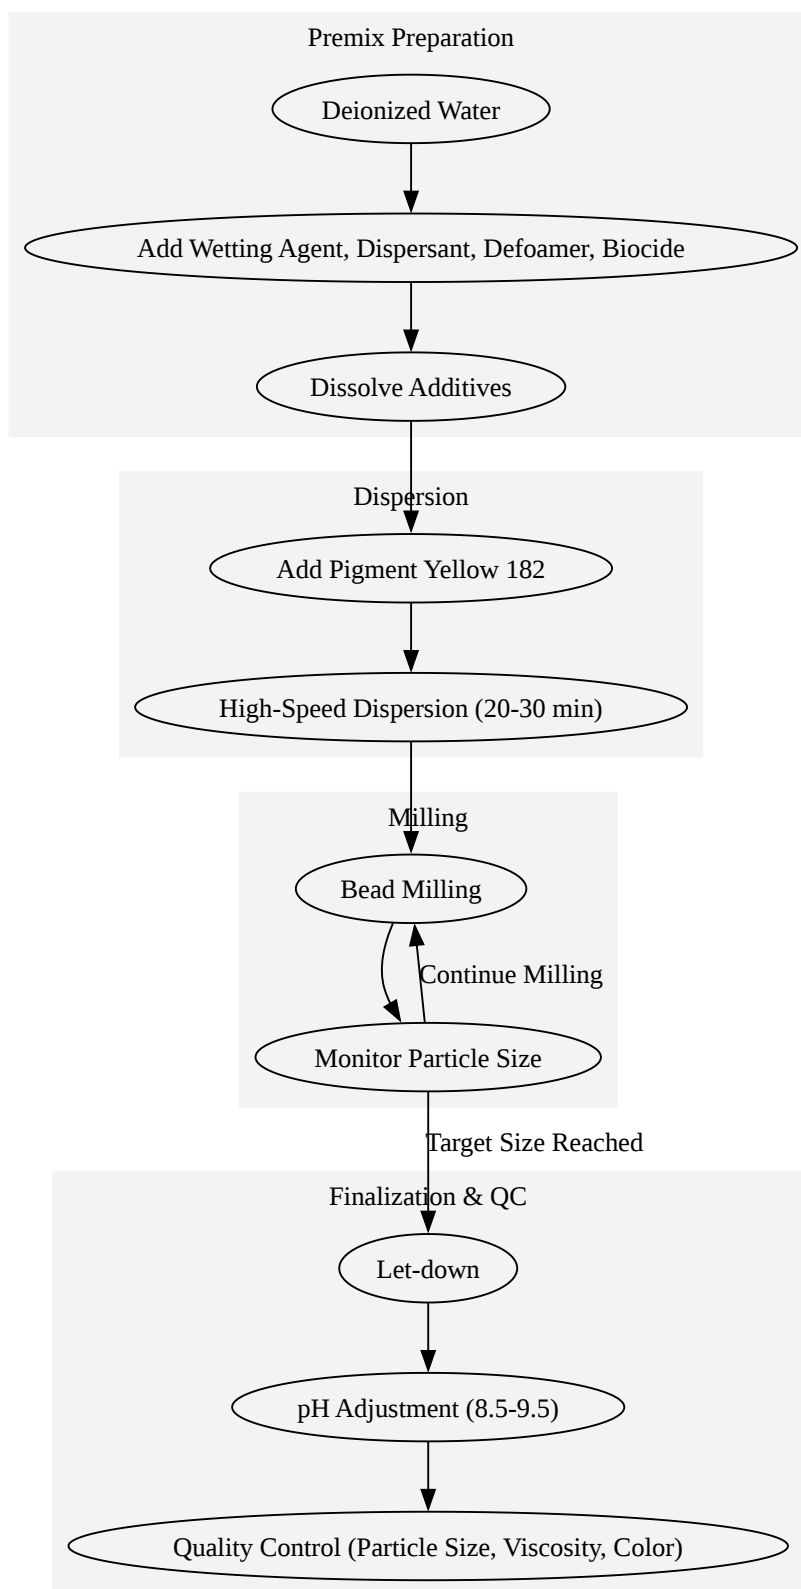 Premix Preparation
Deionized Water
Add Wetting Agent, Dispersant, Defoamer, Biocide
Dissolve Additives
Dispersion
Add Pigment Yellow 182
High-Speed Dispersion (20-30 min)
Milling
Bead Milling
Continue Milling
Monitor Particle Size
Target Size Reached
Finalization & QC
Let-down
pH Adjustment (8.5-9.5)
Quality Control (Particle Size, Viscosity, Color)